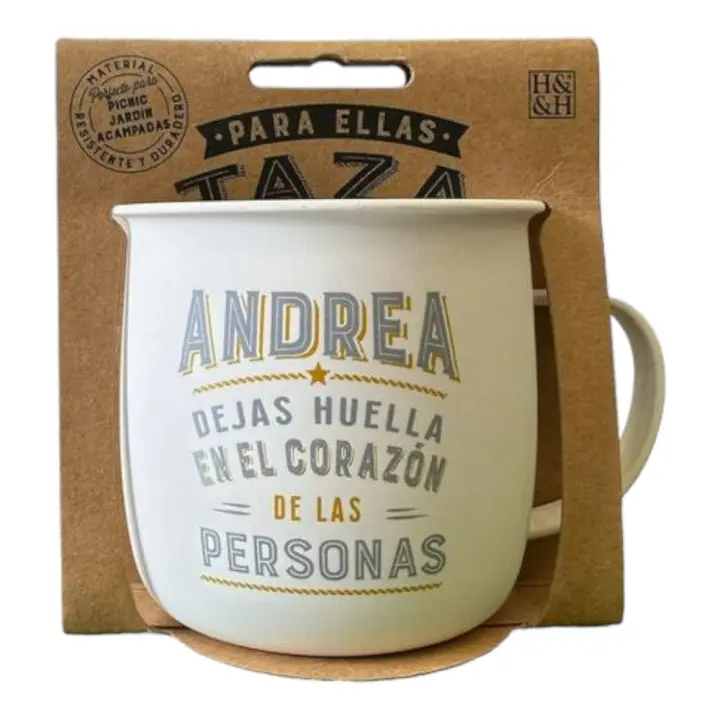 MATERIAL
Perfecto para
PICNIC
JARDÍN
ACAMPADAS
RESISTENTE Y DURADERO
H&
&H
· PARA ELLAS ·
TAZA
ANDREA
DEJAS HUELLA
EN EL CORAZÓN
DE LAS
PERSONAS